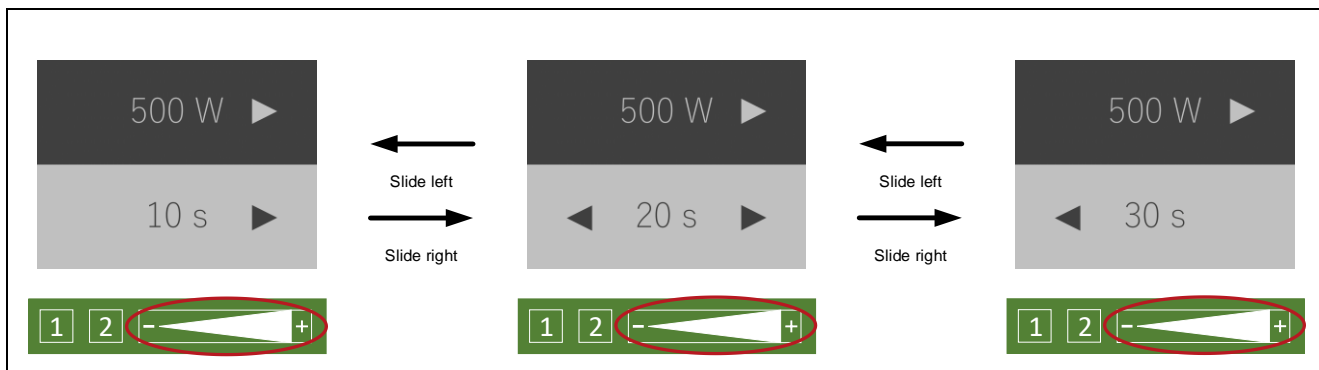 500 W ▶
10 s ▶
1 2 - +
Slide left
Slide right
500 W ▶
◀ 20 s ▶
1 2 - +
Slide left
Slide right
500 W ▶
◀ 30 s
1 2 - +